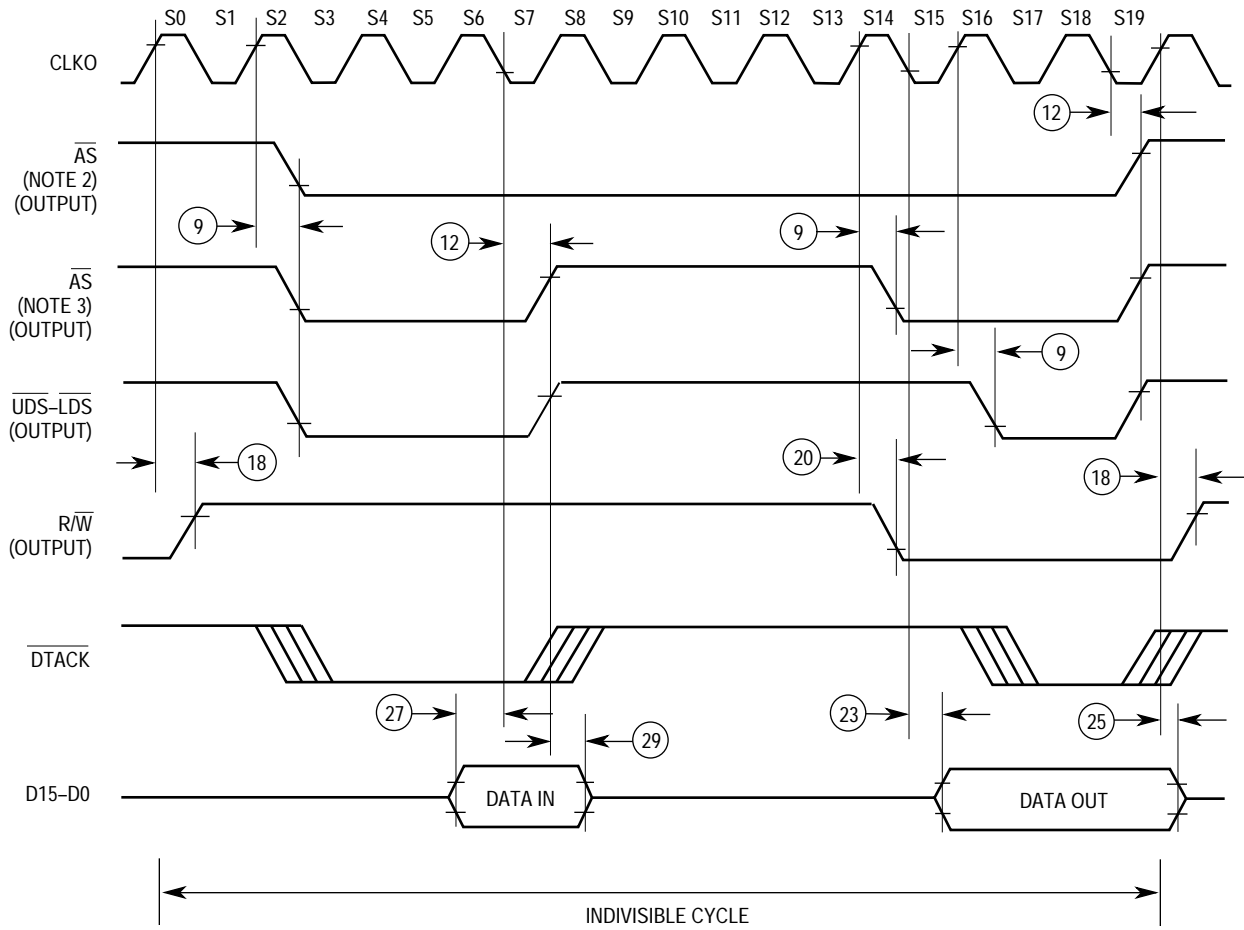 S0 S1 S2 S3 S4 S5 S6 S7 S8 S9 S10 S11 S12 S13 S14 S15 S16 S17 S18 S19
CLKO
12
AS
(NOTE 2)
(OUTPUT)
9
12
9
AS
(NOTE 3)
(OUTPUT)
9
UDS–LDS
(OUTPUT)
18
20
18
R/W
(OUTPUT)
DTACK
27
23
25
29
D15–D0
DATA IN
DATA OUT
INDIVISIBLE CYCLE